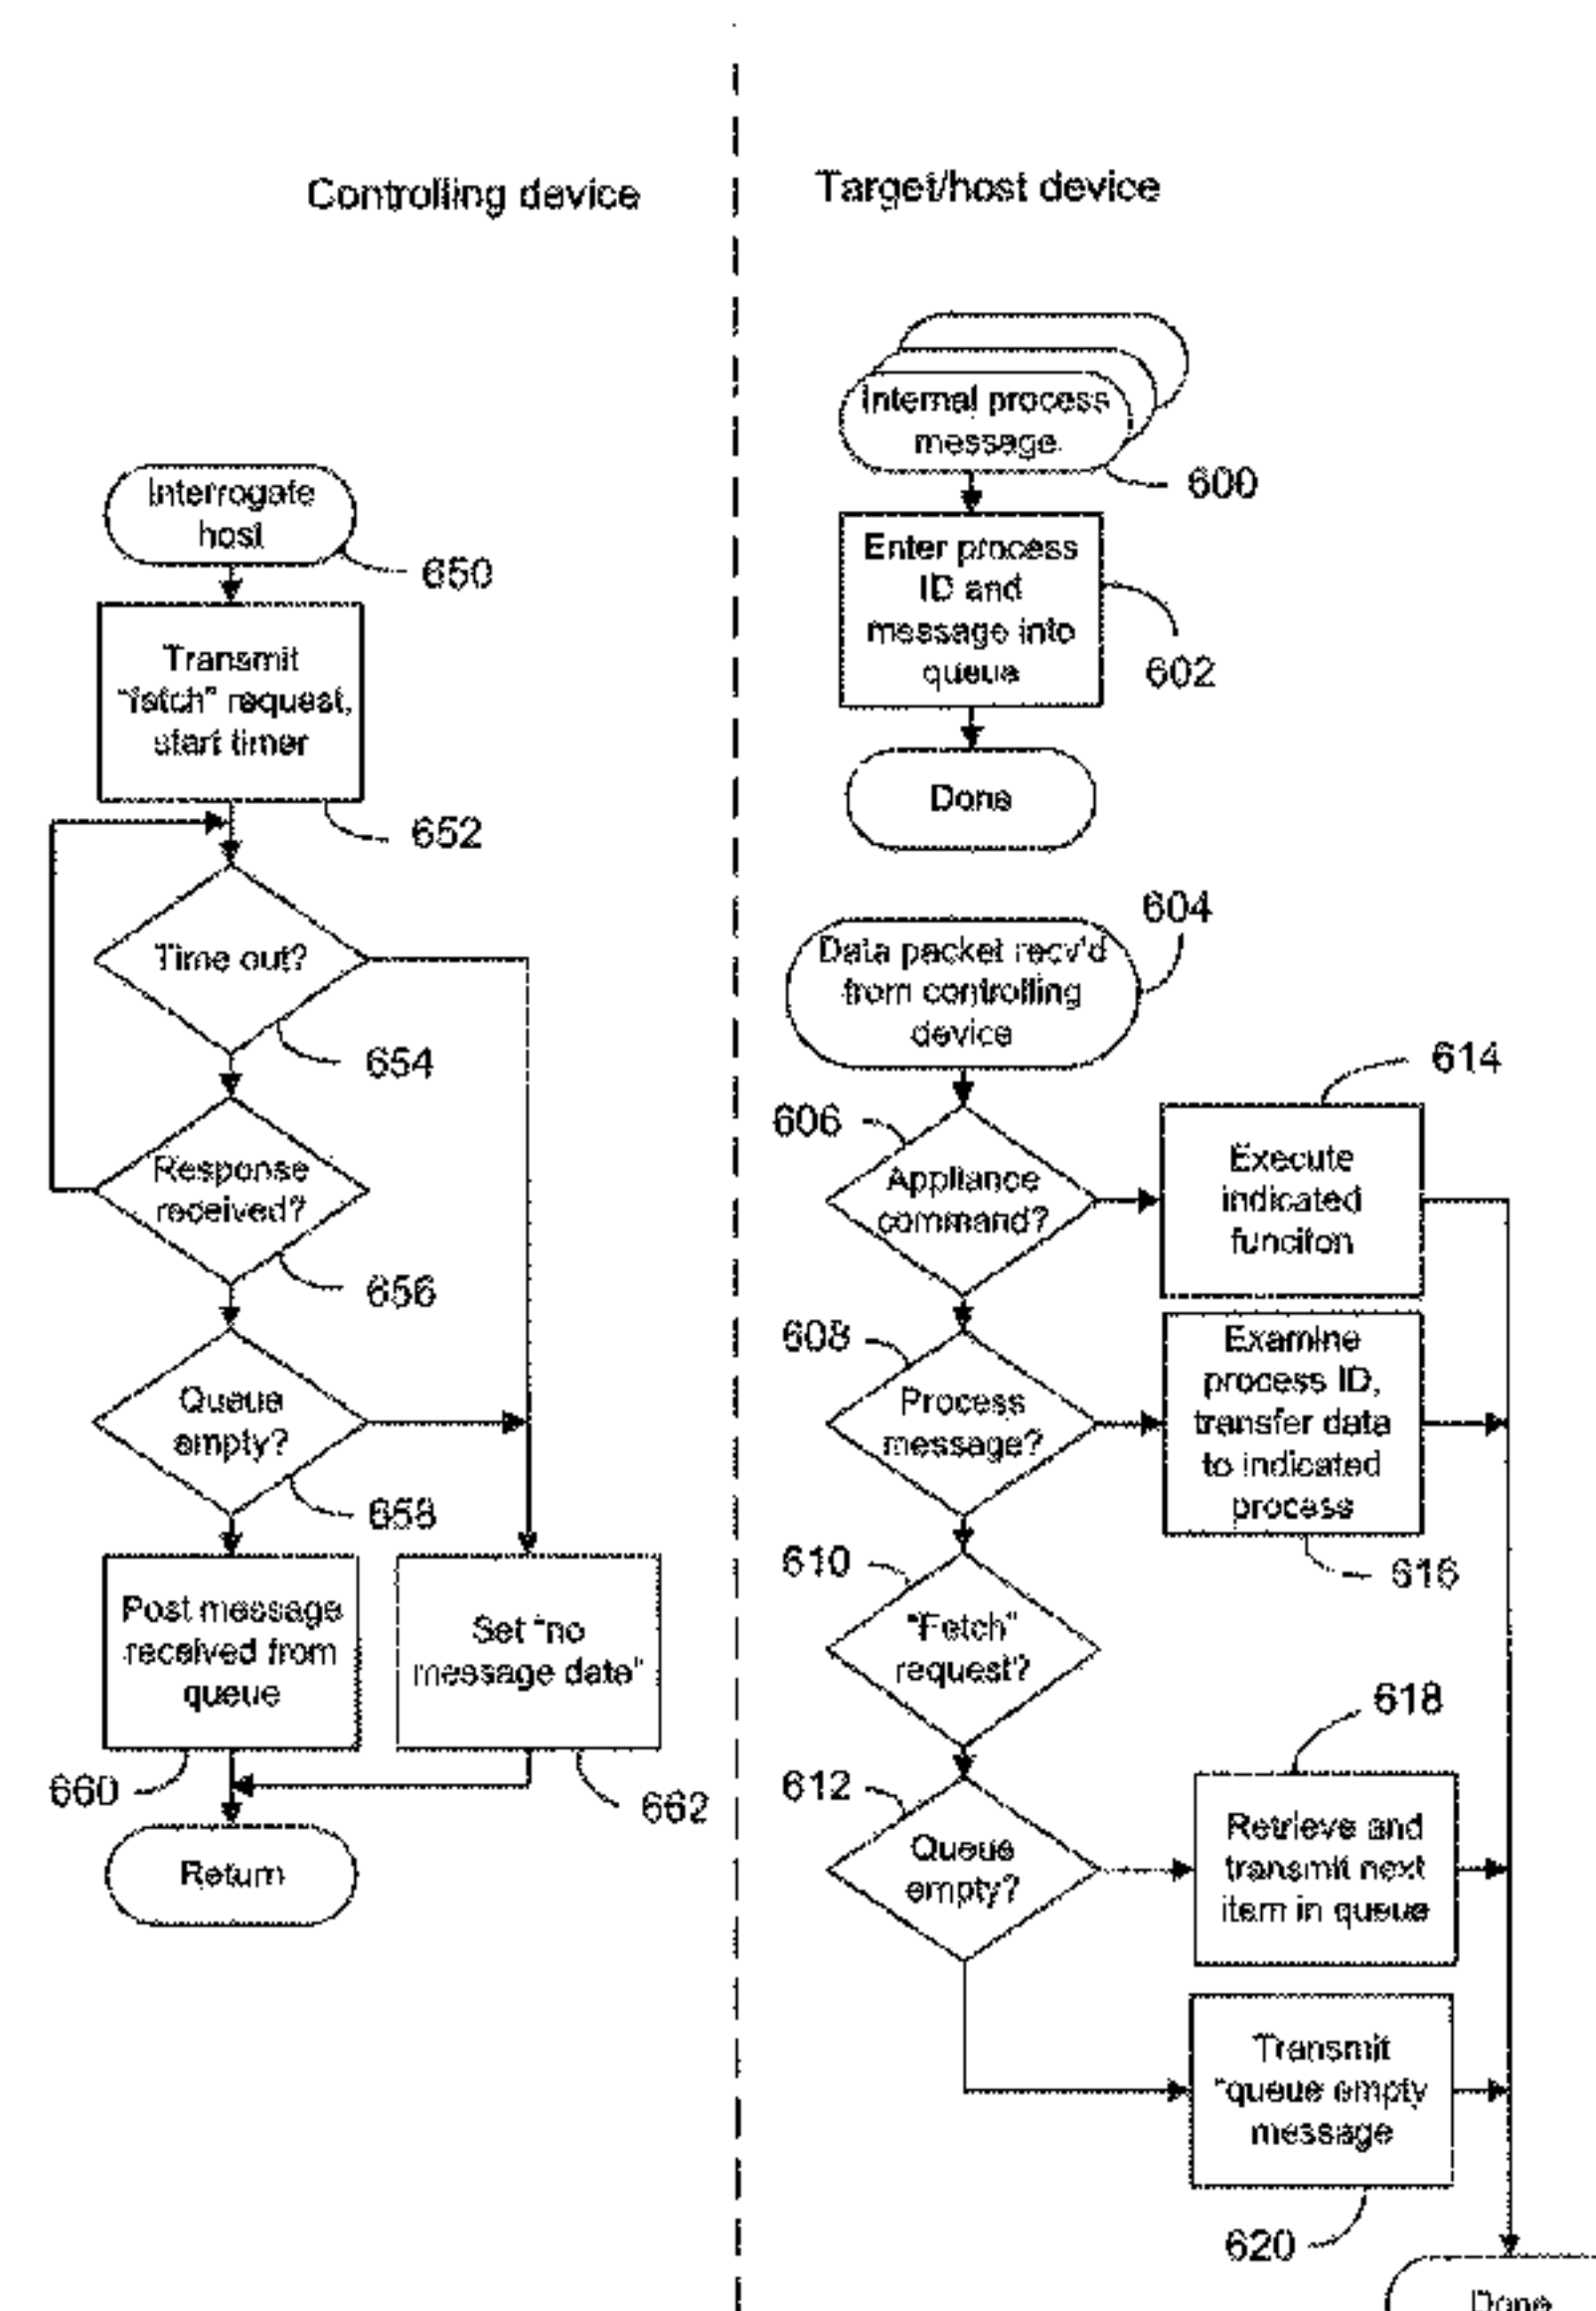 Controlling device
Interrogate
host
650
Transmit
"fetch" request,
start timer
652
Time out?
654
Response
received?
656
Queue
empty?
658
Post message
received from
queue
660
Set "no
message data"
662
Return
Target/host device
Internal process
message
600
Enter process
ID and
message into
queue
602
Done
604
Data packet recv'd
from controlling
device
606
Appliance
command?
614
Execute
indicated
funciton
608
Process
message?
Examine
process ID,
transfer data
to indicated
process
616
610
"Fetch"
request?
612
Queue
empty?
618
Retrieve and
transmit next
item in queue
Transmit
"queue empty
message
620
Done